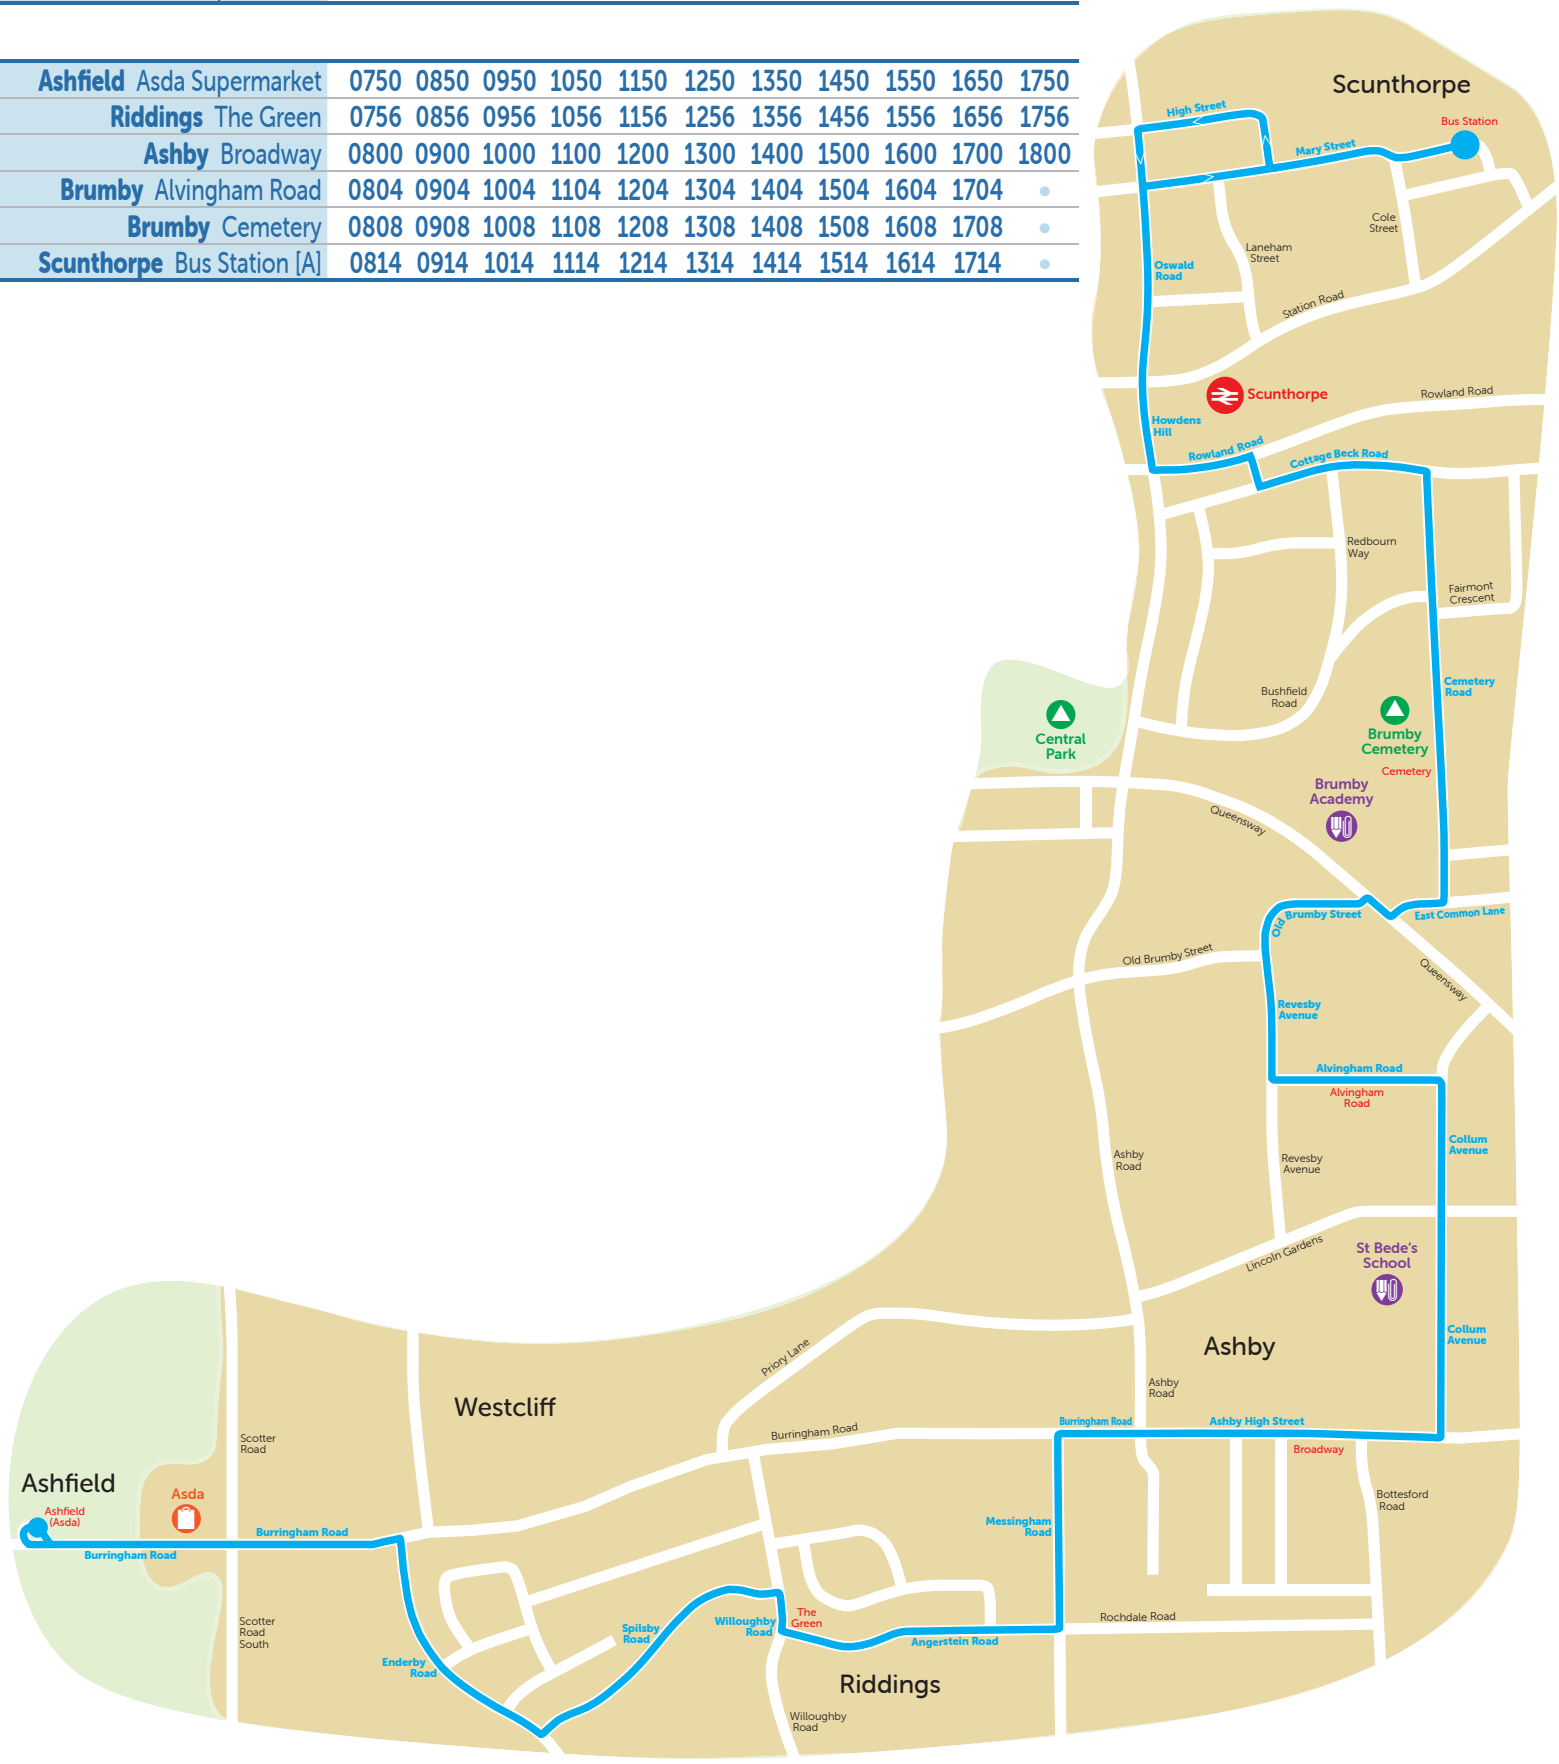 Ashfield Asda Supermarket 0750 0850 0950 1050 1150 1250 1350 1450 1550 1650 1750
Riddings The Green 0756 0856 0956 1056 1156 1256 1356 1456 1556 1656 1756
Ashby Broadway 0800 0900 1000 1100 1200 1300 1400 1500 1600 1700 1800
Brumby Alvingham Road 0804 0904 1004 1104 1204 1304 1404 1504 1604 1704 •
Brumby Cemetery 0808 0908 1008 1108 1208 1308 1408 1508 1608 1708 •
Scunthorpe Bus Station [A] 0814 0914 1014 1114 1214 1314 1414 1514 1614 1714 •
Scunthorpe
High Street
Bus Station
Mary Street
Cole
Street
Laneham
Street
Oswald
Road
Station Road
Scunthorpe
Rowland Road
Howdens
Hill
Rowland Road
Cottage Beck Road
Redbourn
Way
Fairmont
Crescent
Cemetery
Road
Bushfield
Road
Central
Park
Brumby
Cemetery
Cemetery
Brumby
Academy
Queensway
Old Brumby Street
East Common Lane
Old Brumby Street
Queensway
Revesby
Avenue
Alvingham Road
Alvingham
Road
Collum
Avenue
Ashby
Road
Revesby
Avenue
Lincoln Gardens
St Bede's
School
Collum
Avenue
Ashby
Priory Lane
Ashby
Road
Westcliff
Burringham Road
Burringham Road
Ashby High Street
Broadway
Scotter
Road
Ashfield
Asda
Ashfield
(Asda)
Bottesford
Road
Messingham
Road
Burringham Road
Burringham Road
The
Green
Rochdale Road
Scotter
Road
South
Spilsby
Road
Willoughby
Road
Angerstein Road
Enderby
Road
Riddings
Willoughby
Road